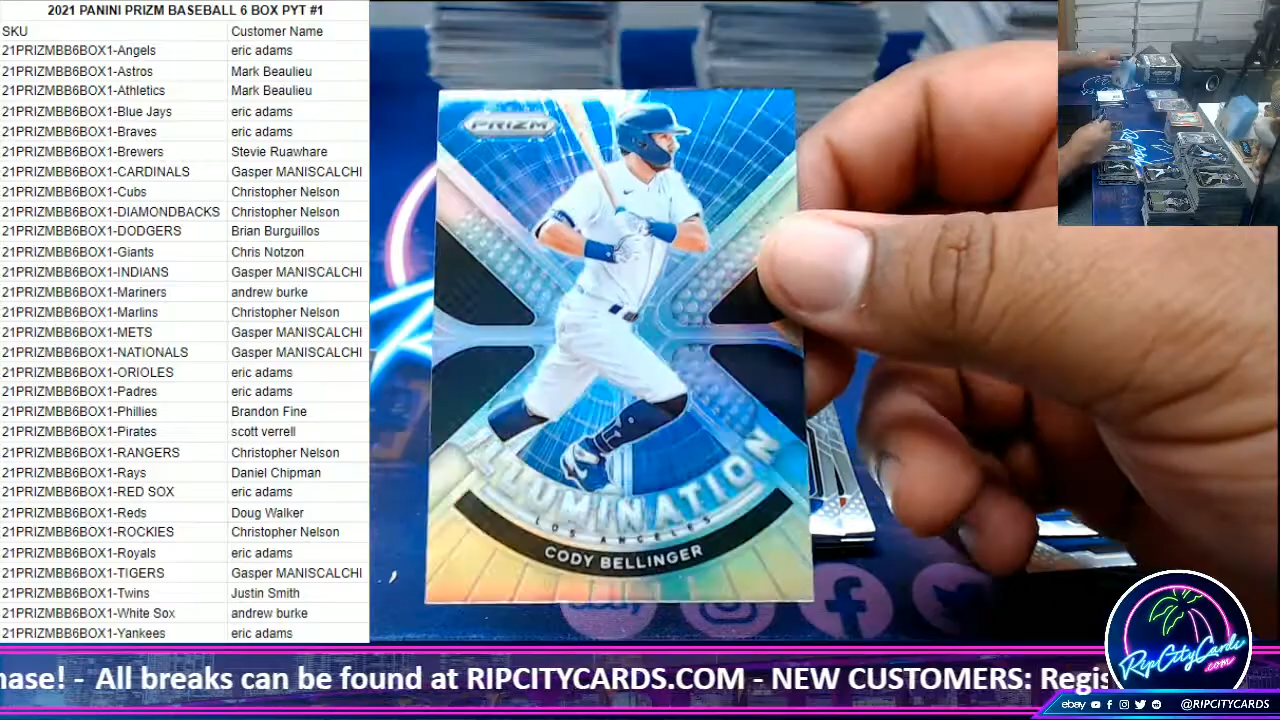 2021 PANINI PRIZM BASEBALL 6 BOX PYT #1
SKU Customer Name
21PRIZMBB6BOX1-Angels eric adams
21PRIZMBB6BOX1-Astros Mark Beaulieu
21PRIZMBB6BOX1-Athletics Mark Beaulieu
21PRIZMBB6BOX1-Blue Jays eric adams
21PRIZMBB6BOX1-Braves eric adams
21PRIZMBB6BOX1-Brewers Stevie Ruawhare
21PRIZMBB6BOX1-CARDINALS Gasper MANISCALCHI
21PRIZMBB6BOX1-Cubs Christopher Nelson
21PRIZMBB6BOX1-DIAMONDBACKS Christopher Nelson
21PRIZMBB6BOX1-DODGERS Brian Burguillos
21PRIZMBB6BOX1-Giants Chris Notzon
21PRIZMBB6BOX1-INDIANS Gasper MANISCALCHI
21PRIZMBB6BOX1-Mariners andrew burke
21PRIZMBB6BOX1-Marlins Christopher Nelson
21PRIZMBB6BOX1-METS Gasper MANISCALCHI
21PRIZMBB6BOX1-NATIONALS Gasper MANISCALCHI
21PRIZMBB6BOX1-ORIOLES eric adams
21PRIZMBB6BOX1-Padres eric adams
21PRIZMBB6BOX1-Phillies Brandon Fine
21PRIZMBB6BOX1-Pirates scott verrell
21PRIZMBB6BOX1-RANGERS Christopher Nelson
21PRIZMBB6BOX1-Rays Daniel Chipman
21PRIZMBB6BOX1-RED SOX eric adams
21PRIZMBB6BOX1-Reds Doug Walker
21PRIZMBB6BOX1-ROCKIES Christopher Nelson
21PRIZMBB6BOX1-Royals eric adams
21PRIZMBB6BOX1-TIGERS Gasper MANISCALCHI
21PRIZMBB6BOX1-Twins Justin Smith
21PRIZMBB6BOX1-White Sox andrew burke
21PRIZMBB6BOX1-Yankees eric adams
PRIZM
ILLUMINATION
LOS ANGELES
CODY BELLINGER
ebay
hase! - All breaks can be found at RIPCITYCARDS.COM - NEW CUSTOMERS: Regis
RipCityCards
.com
ebay @RIPCITYCARDS